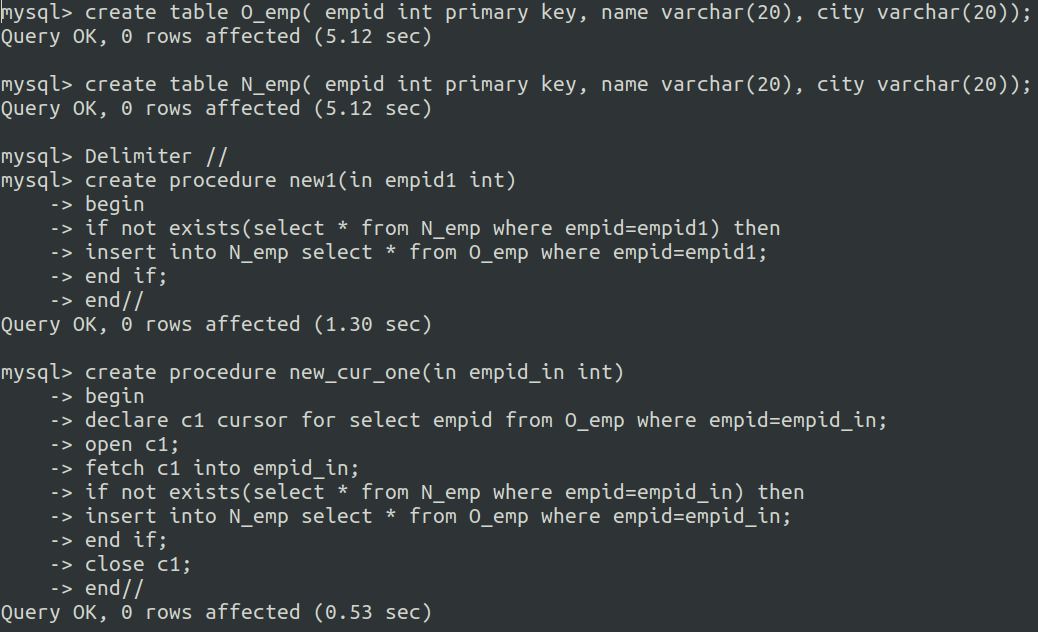 mysql> create table O_emp( empid int primary key, name varchar(20), city varchar(20));
Query OK, 0 rows affected (5.12 sec)
mysql> create table N_emp( empid int primary key, name varchar(20), city varchar(20));
Query OK, 0 rows affected (5.12 sec)
mysql> Delimiter //
mysql> create procedure new1(in empid1 int)
-> begin
-> if not exists(select * from N_emp where empid=empid1) then
-> insert into N_emp select * from O_emp where empid=empid1;
-> end if;
-> end//
Query OK, 0 rows affected (1.30 sec)
mysql> create procedure new_cur_one(in empid_in int)
-> begin
-> declare c1 cursor for select empid from O_emp where empid=empid_in;
-> open c1;
-> fetch c1 into empid_in;
-> if not exists(select * from N_emp where empid=empid_in) then
-> insert into N_emp select * from O_emp where empid=empid_in;
-> end if;
-> close c1;
-> end//
Query OK, 0 rows affected (0.53 sec)